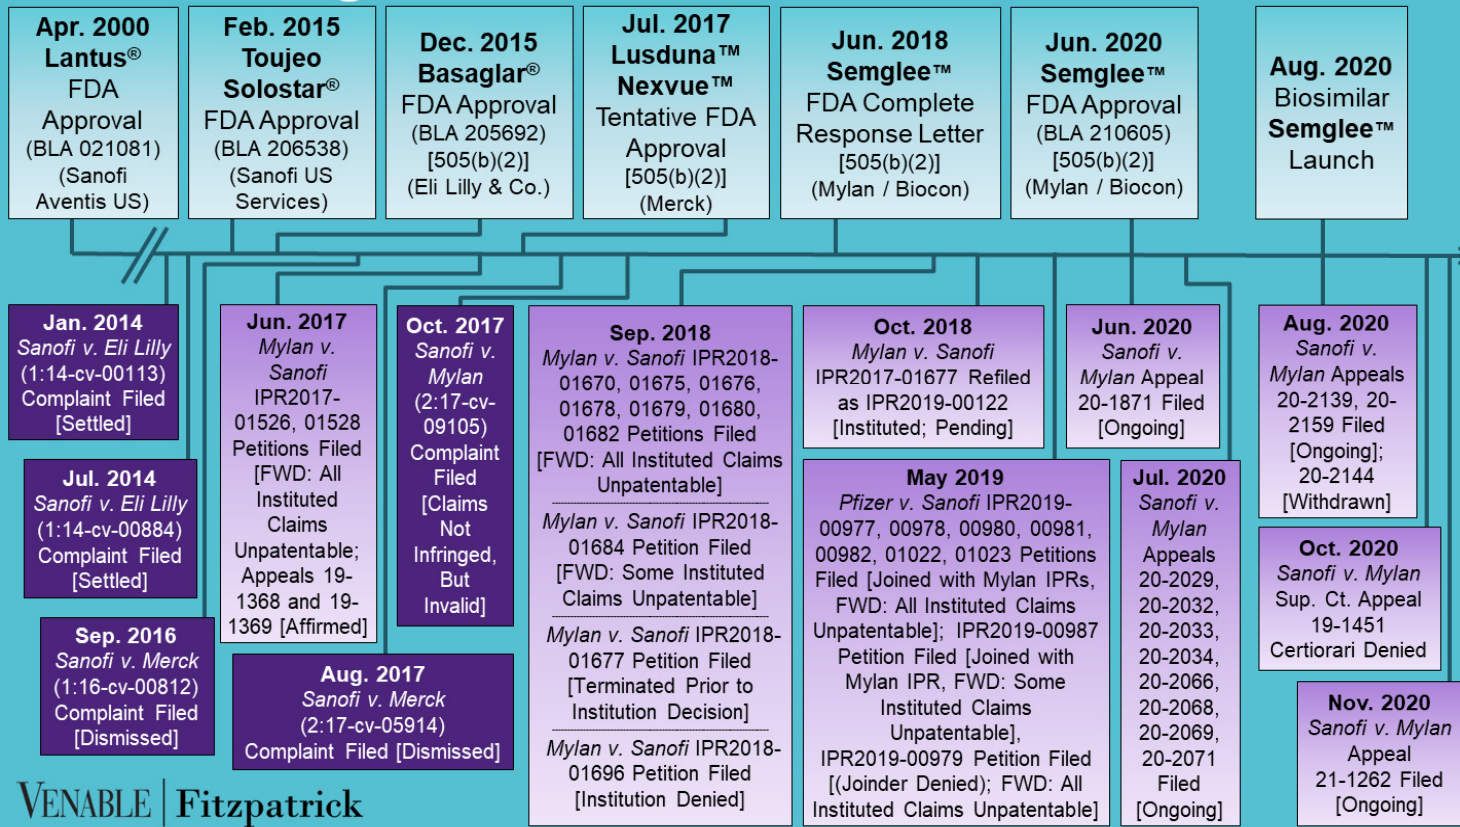 Apr. 2000
Lantus®
FDA
Approval
(BLA 021081)
(Sanofi
Aventis US)
Feb. 2015
Toujeo
Solostar®
FDA Approval
(BLA 206538)
(Sanofi US
Services)
Dec. 2015
Basaglar®
FDA Approval
(BLA 205692)
[505(b)(2)]
(Eli Lilly & Co.)
Jul. 2017
Lusduna™
Nexvue™
Tentative FDA
Approval
[505(b)(2)]
(Merck)
Jun. 2018
Semglee™
FDA Complete
Response Letter
[505(b)(2)]
(Mylan / Biocon)
Jun. 2020
Semglee™
FDA Approval
(BLA 210605)
[505(b)(2)]
(Mylan / Biocon)
Aug. 2020
Biosimilar
Semglee™
Launch
Jan. 2014
Sanofi v. Eli Lilly
(1:14-cv-00113)
Complaint Filed
[Settled]
Jul. 2014
Sanofi v. Eli Lilly
(1:14-cv-00884)
Complaint Filed
[Settled]
Sep. 2016
Sanofi v. Merck
(1:16-cv-00812)
Complaint Filed
[Dismissed]
Jun. 2017
Mylan v.
Sanofi
IPR2017-
01526, 01528
Petitions Filed
[FWD: All
Instituted
Claims
Unpatentable;
Appeals 19-
1368 and 19-
1369 [Affirmed]
Aug. 2017
Sanofi v. Merck
(2:17-cv-05914)
Complaint Filed [Dismissed]
Oct. 2017
Sanofi v.
Mylan
(2:17-cv-
09105)
Complaint
Filed
[Claims
Not
Infringed,
But
Invalid]
Sep. 2018
Mylan v. Sanofi IPR2018-
01670, 01675, 01676,
01678, 01679, 01680,
01682 Petitions Filed
[FWD: All Instituted Claims
Unpatentable]
Mylan v. Sanofi IPR2018-
01684 Petition Filed
[FWD: Some Instituted
Claims Unpatentable]
Mylan v. Sanofi IPR2018-
01677 Petition Filed
[Terminated Prior to
Institution Decision]
Mylan v. Sanofi IPR2018-
01696 Petition Filed
[Institution Denied]
Oct. 2018
Mylan v. Sanofi
IPR2017-01677 Refiled
as IPR2019-00122
[Instituted; Pending]
May 2019
Pfizer v. Sanofi IPR2019-
00977, 00978, 00980, 00981,
00982, 01022, 01023 Petitions
Filed [Joined with Mylan IPRs,
FWD: All Instituted Claims
Unpatentable]; IPR2019-00987
Petition Filed [Joined with
Mylan IPR, FWD: Some
Instituted Claims
Unpatentable],
IPR2019-00979 Petition Filed
[(Joinder Denied); FWD: All
Instituted Claims Unpatentable]
Jun. 2020
Sanofi v.
Mylan Appeal
20-1871 Filed
[Ongoing]
Jul. 2020
Sanofi v.
Mylan
Appeals
20-2029,
20-2032,
20-2033,
20-2034,
20-2066,
20-2068,
20-2069,
20-2071
Filed
[Ongoing]
Aug. 2020
Sanofi v.
Mylan Appeals
20-2139, 20-
2159 Filed
[Ongoing];
20-2144
[Withdrawn]
Oct. 2020
Sanofi v. Mylan
Sup. Ct. Appeal
19-1451
Certiorari Denied
Nov. 2020
Sanofi v. Mylan
Appeal
21-1262 Filed
[Ongoing]
VENABLE | Fitzpatrick